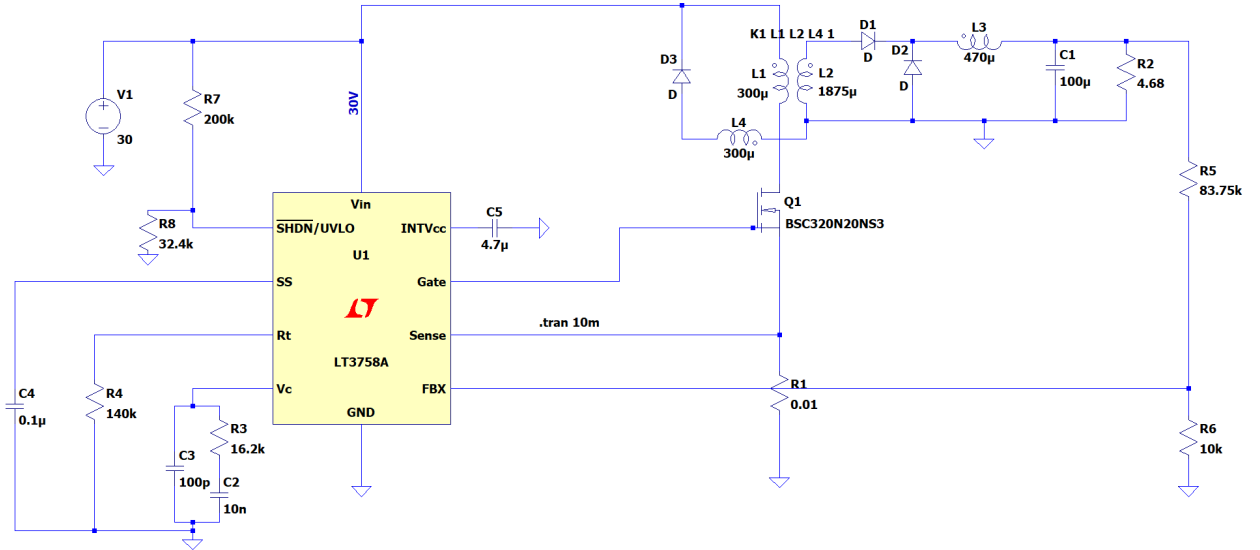 K1 L1 L2 L4 1
D1
D
L3
470µ
D2
D
C1
100µ
R2
4.68
D3
D
L1
300µ
L2
1875µ
L4
300µ
V1
30
R7
200k
30V
R5
83.75k
Q1
BSC320N20NS3
R8
32.4k
Vin
SHDN/UVLO
INTVcc
U1
C5
4.7µ
SS
Gate
.tran 10m
Rt
Sense
LT3758A
Vc
FBX
GND
C4
0.1µ
R4
140k
R1
0.01
R3
16.2k
C3
100p
C2
10n
R6
10k